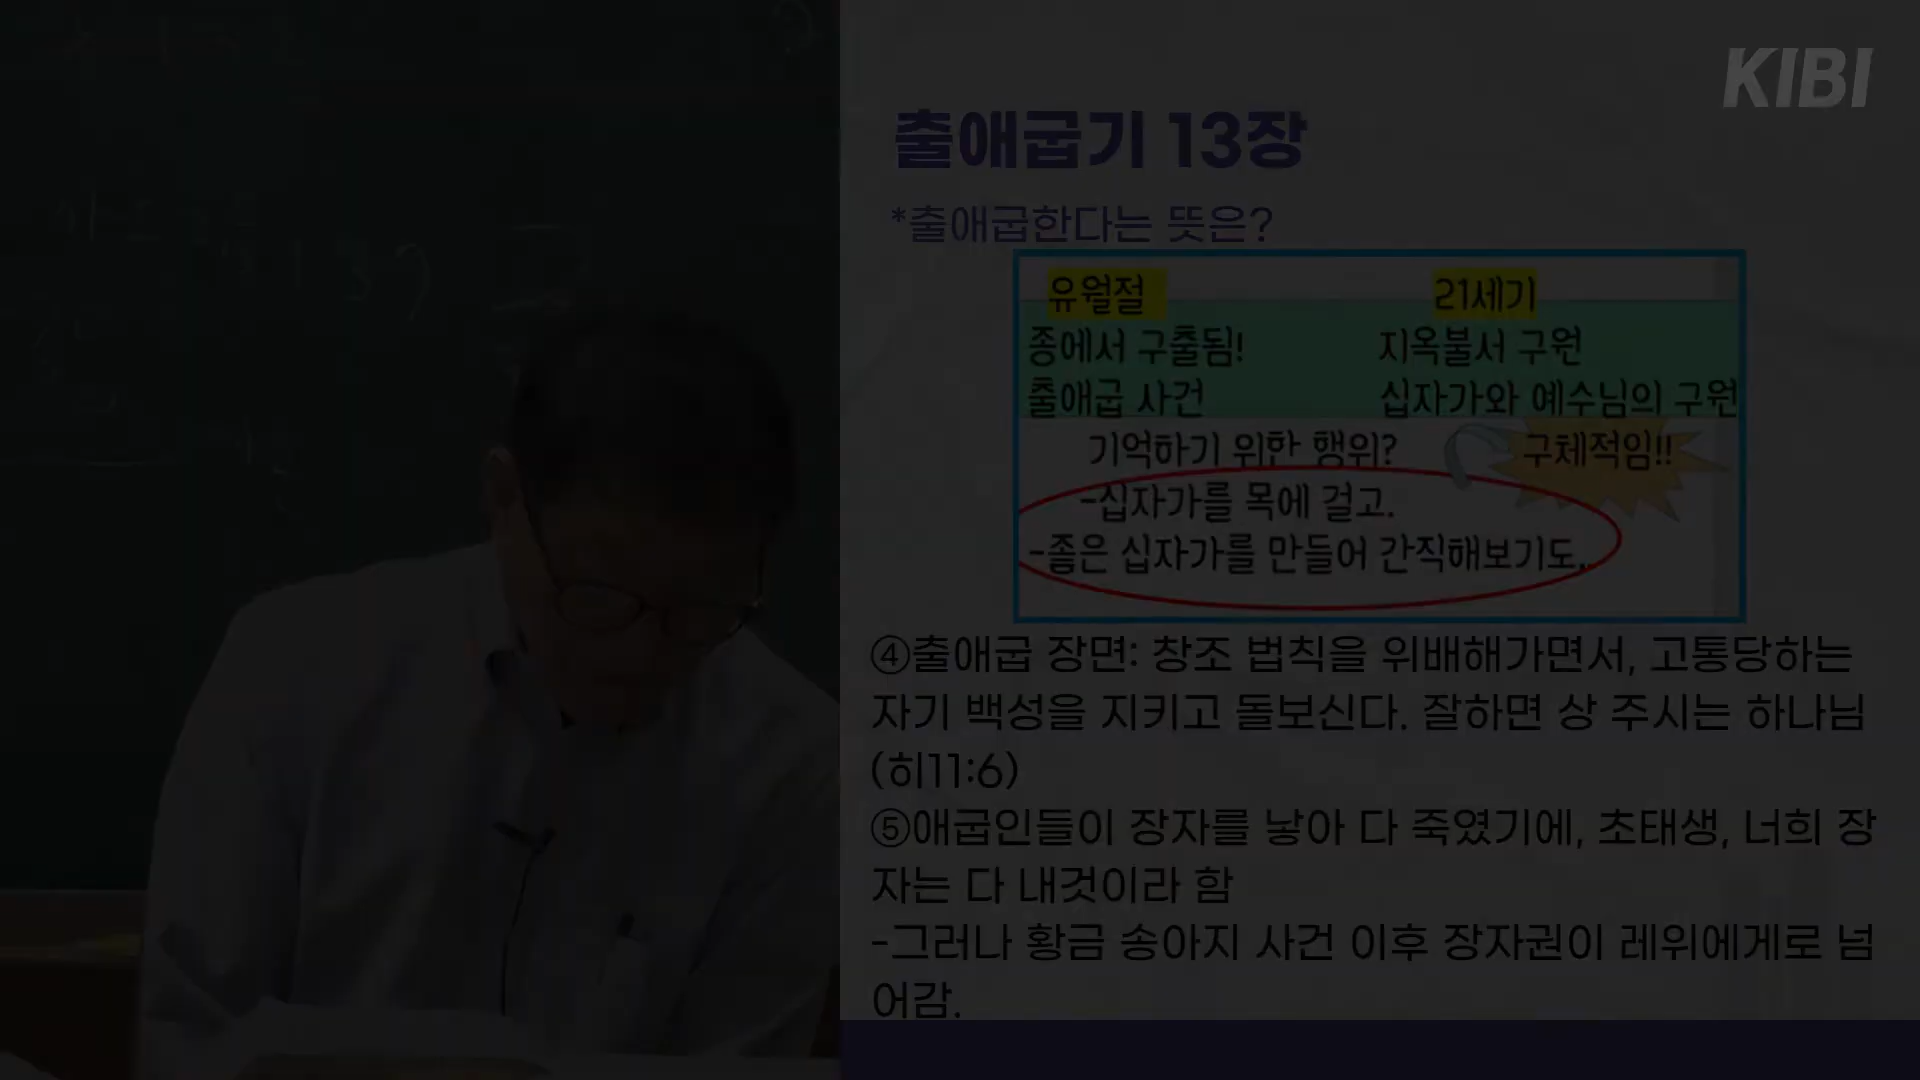 KIBI
출애굽기 13장
*출애굽한다는 뜻은?
유월절 21세기
종에서 구출됨! 지옥불서 구원
출애굽 사건 십자가와 예수님의 구원
기억하기 위한 행위? 구체적임!!
-십자가를 목에 걸고.
-좋은 십자가를 만들어 간직해보기도..
④출애굽 장면: 창조 법칙을 위배해가면서, 고통당하는
자기 백성을 지키고 돌보신다. 잘하면 상 주시는 하나님
(히11:6)
⑤애굽인들이 장자를 낳아 다 죽였기에, 초태생, 너희 장
자는 다 내것이라 함
-그러나 황금 송아지 사건 이후 장자권이 레위에게로 넘
어감.